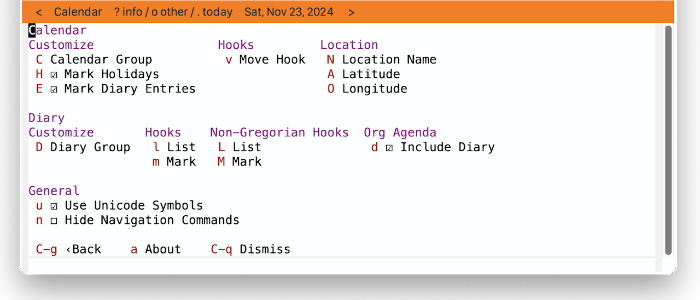 < Calendar ? info / o other / . today Sat, Nov 23, 2024 >
Calendar
Customize Hooks Location
C Calendar Group v Move Hook N Location Name
H ☑ Mark Holidays A Latitude
E ☑ Mark Diary Entries O Longitude
Diary
Customize Hooks Non-Gregorian Hooks Org Agenda
D Diary Group l List L List d ☑ Include Diary
m Mark M Mark
General
u ☑ Use Unicode Symbols
n ☐ Hide Navigation Commands
C-g ‹Back a About C-q Dismiss